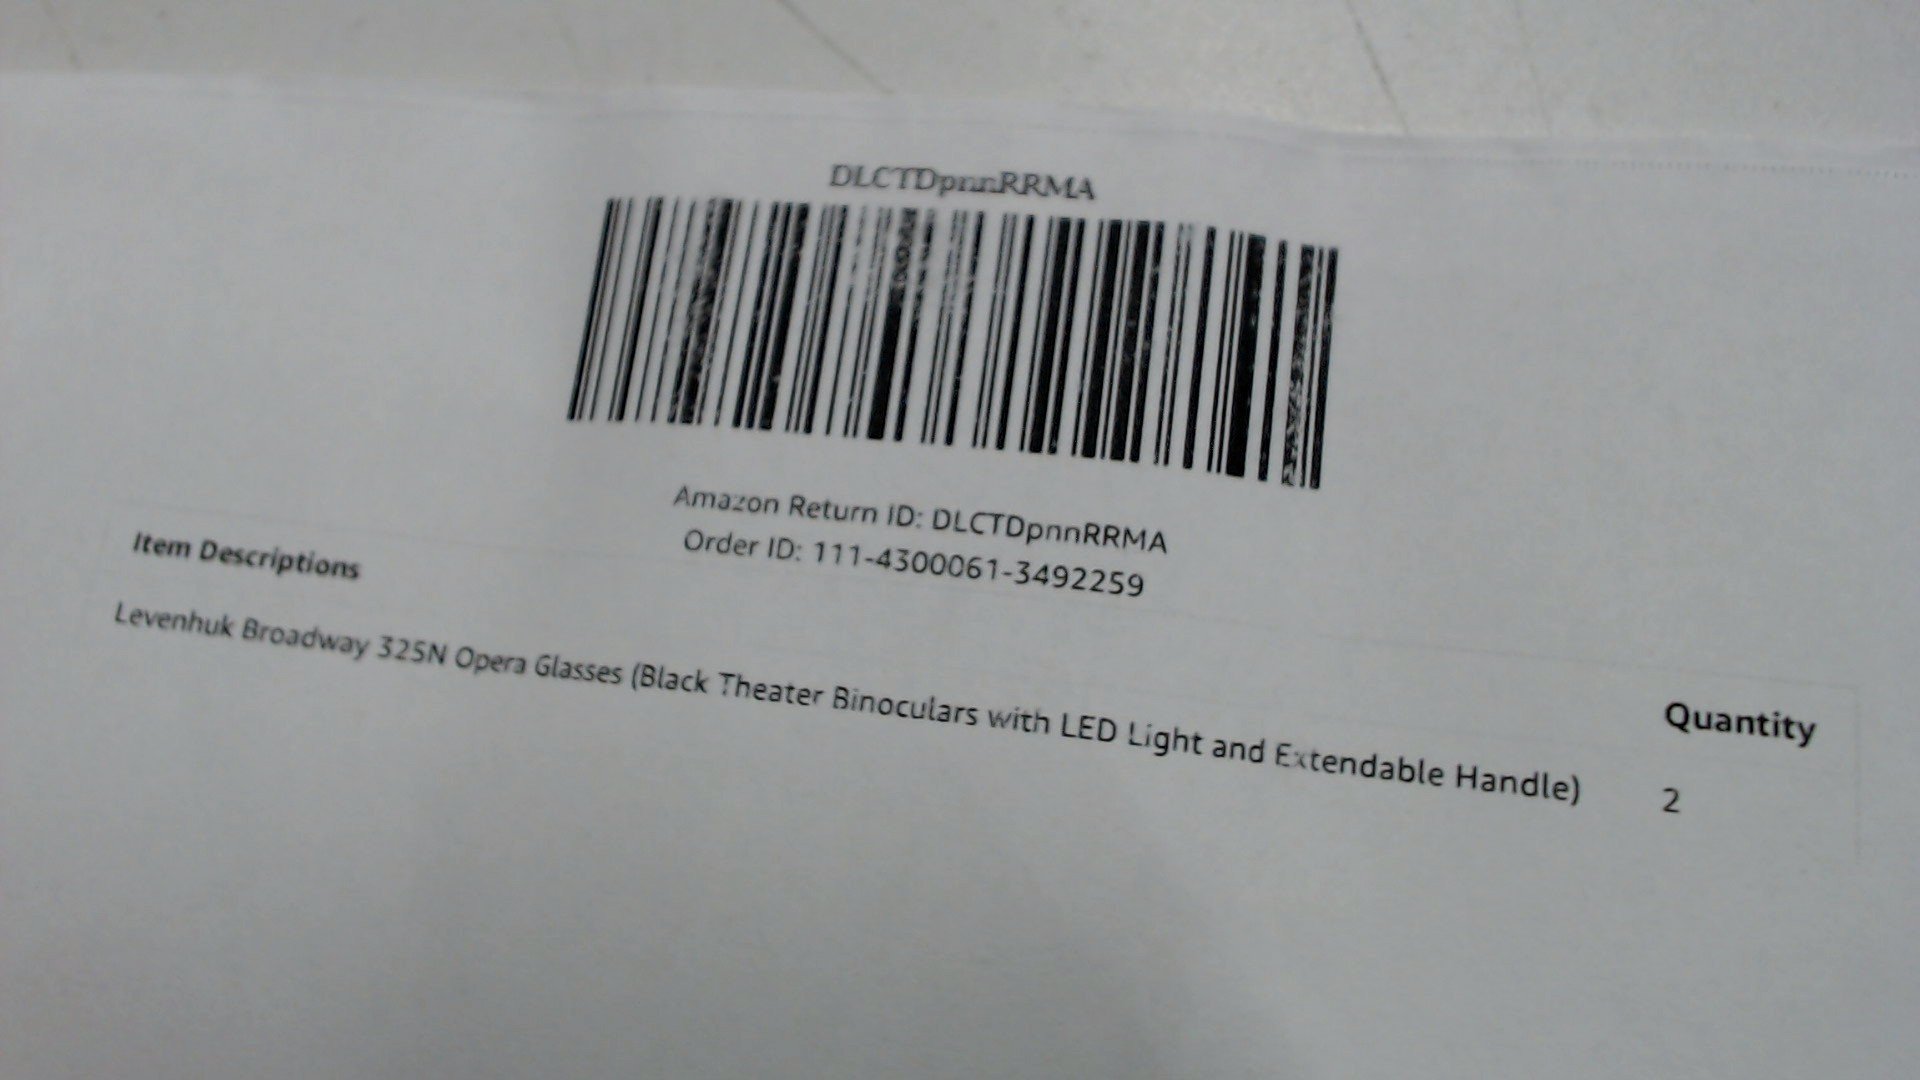 DLCTDpnnRRMA
Amazon Return ID: DLCTDpnnRRMA
Order ID: 111-4300061-3492259
Item Descriptions Quantity
Levenhuk Broadway 325N Opera Glasses (Black Theater Binoculars with LED Light and Extendable Handle) 2